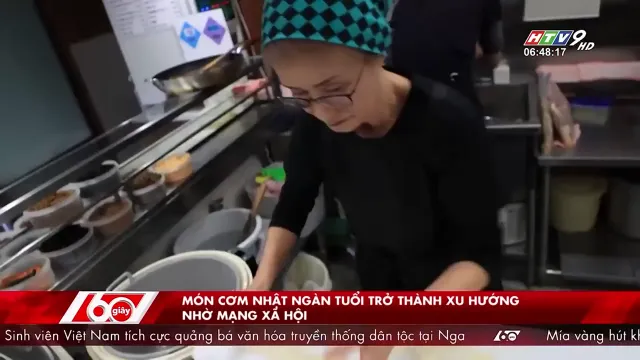 HTV9 HD
06:48:17
60 giây
MÓN CƠM NHẬT NGÀN TUỔI TRỞ THÀNH XU HƯỚNG
NHỜ MẠNG XÃ HỘI
Sinh viên Việt Nam tích cực quảng bá văn hóa truyền thống dân tộc tại Nga 60 Mía vàng hút k